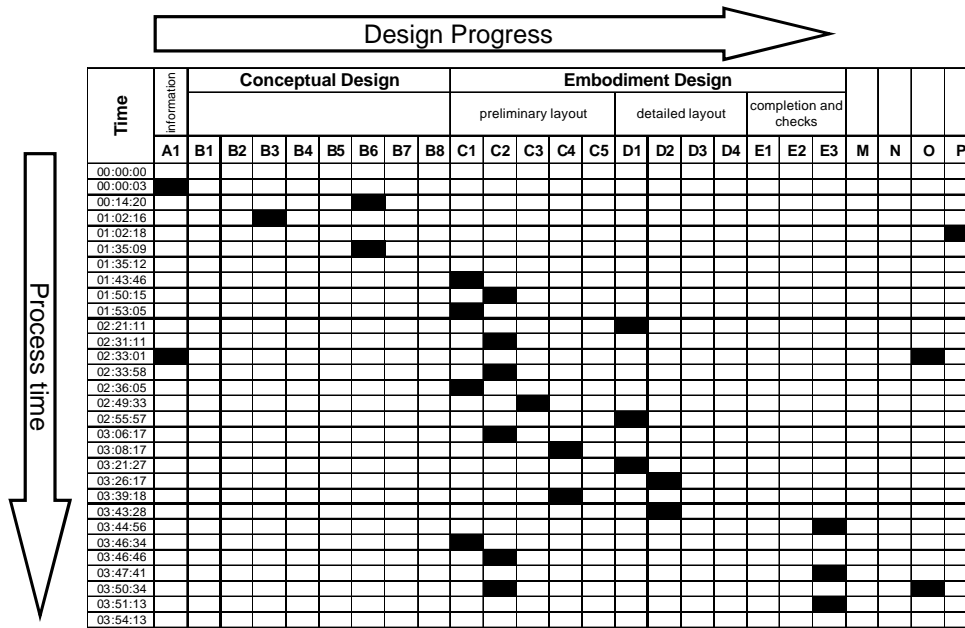 Design Progress
Time
information
Conceptual Design
Embodiment Design
preliminary layout
detailed layout
completion and
checks
A1 B1 B2 B3 B4 B5 B6 B7 B8 C1 C2 C3 C4 C5 D1 D2 D3 D4 E1 E2 E3 M N O P
00:00:00
00:00:03
00:14:20
01:02:16
01:02:18
01:35:09
01:35:12
01:43:46
01:50:15
01:53:05
02:21:11
02:31:11
02:33:01
02:33:58
02:36:05
02:49:33
02:55:57
03:06:17
03:08:17
03:21:27
03:26:17
03:39:18
03:43:28
03:44:56
03:46:34
03:46:46
03:47:41
03:50:34
03:51:13
03:54:13
Process time